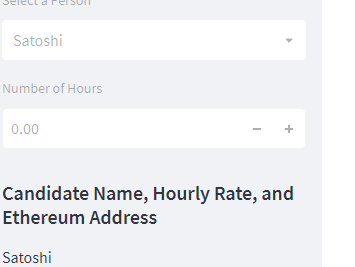 Select a Person
Satoshi
Number of Hours
0.00
Candidate Name, Hourly Rate, and
Ethereum Address
Satoshi